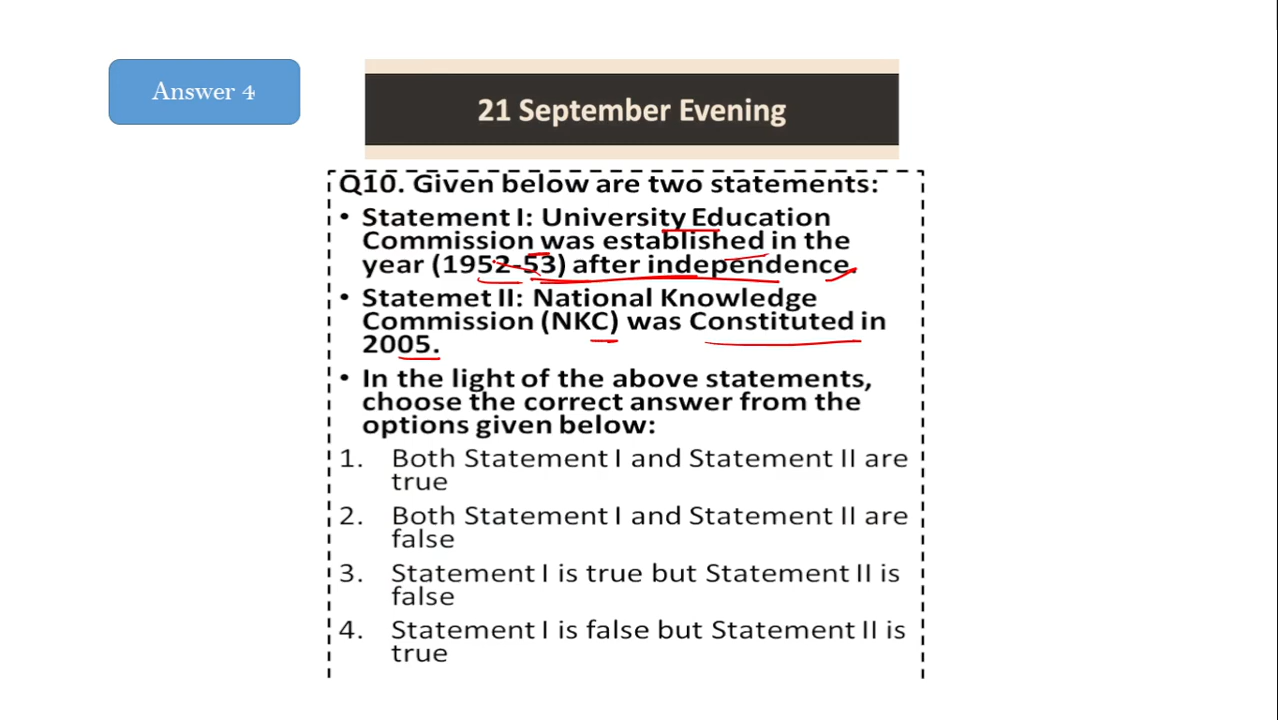 Answer 4
21 September Evening
Q10. Given below are two statements:
• Statement I: University Education
Commission was established in the
year (1952-53) after independence.
• Statemet II: National Knowledge
Commission (NKC) was Constituted in
2005.
• In the light of the above statements,
choose the correct answer from the
options given below:
1. Both Statement I and Statement II are
true
2. Both Statement I and Statement II are
false
3. Statement I is true but Statement II is
false
4. Statement I is false but Statement II is
true